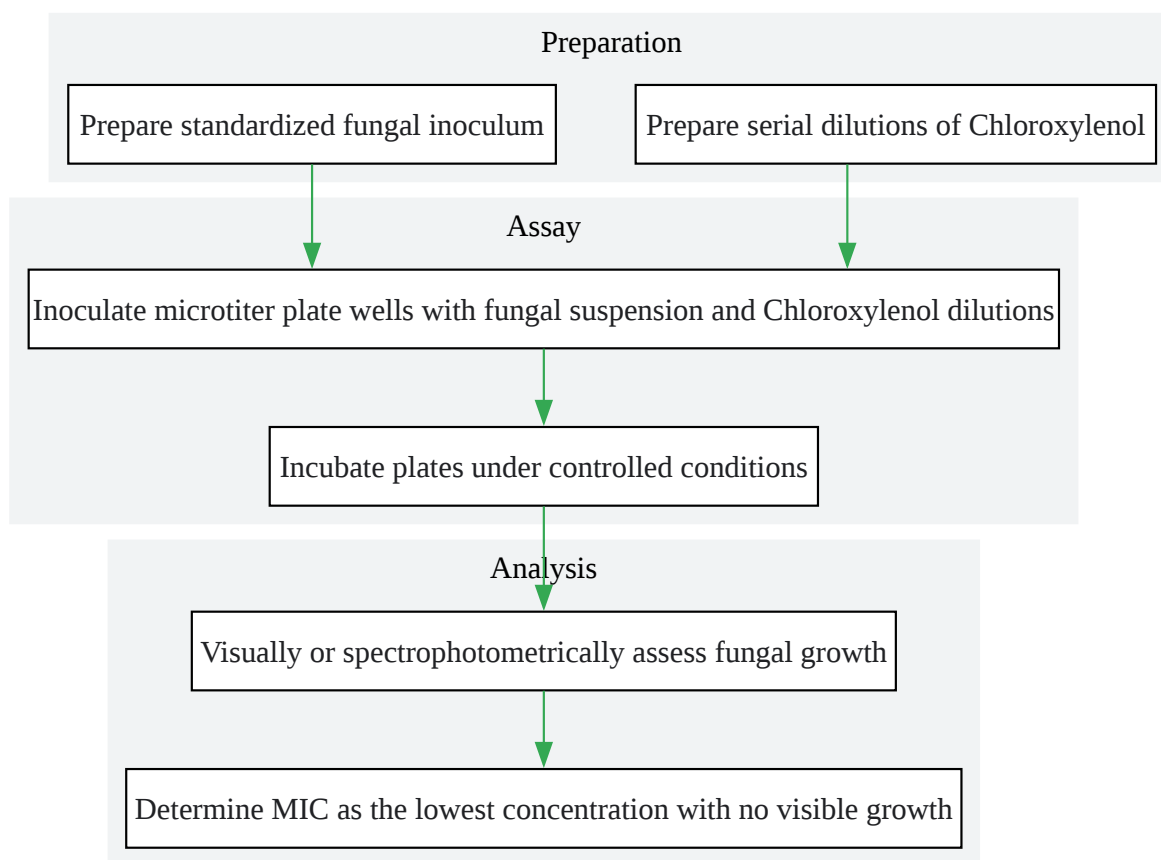 Preparation
Prepare standardized fungal inoculum
Prepare serial dilutions of Chloroxylenol
Assay
Inoculate microtiter plate wells with fungal suspension and Chloroxylenol dilutions
Incubate plates under controlled conditions
Analysis
Visually or spectrophotometrically assess fungal growth
Determine MIC as the lowest concentration with no visible growth